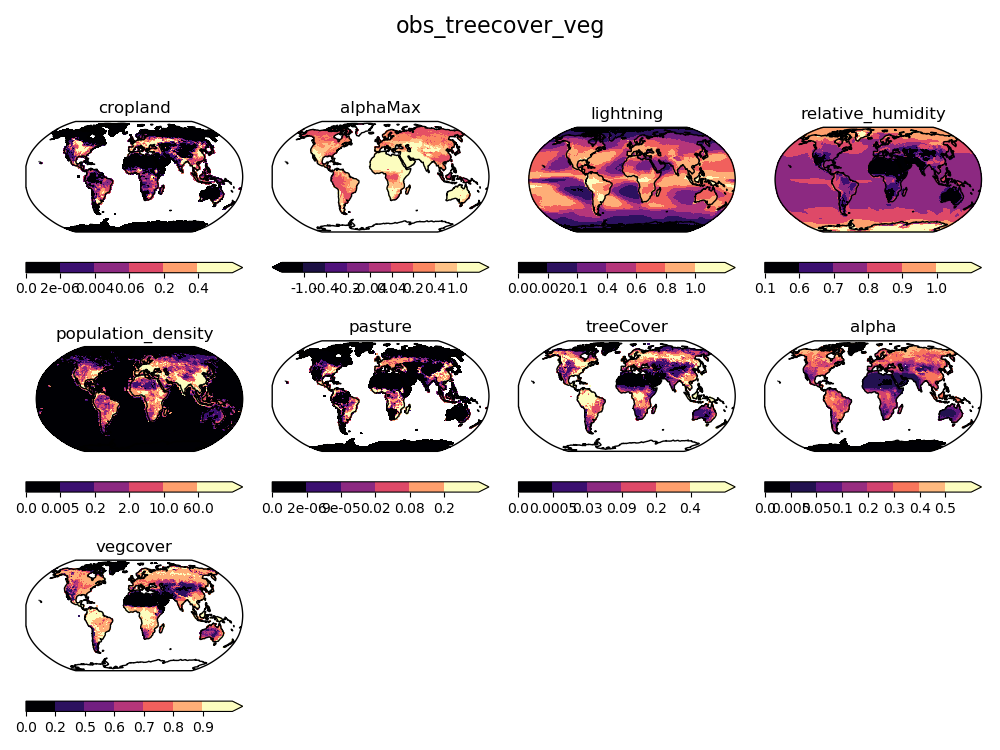 obs_treecover_veg
cropland
alphaMax
lightning
relative_humidity
0.0 2e-06 0.004 0.06 0.2 0.4
-1.0 -0.4 -0.2 -0.04 0.04 0.2 0.4 1.0
0.0 0.002 0.1 0.2 0.4 0.6 0.8 1.0
0.1 0.6 0.7 0.8 0.9 1.0
population_density
pasture
treeCover
alpha
0.0 0.005 0.2 2.0 10.0 60.0
0.0 2e-06 9e-05 0.02 0.08 0.2
0.0 0.0005 0.03 0.09 0.2 0.4
0.0 0.005 0.05 0.1 0.2 0.3 0.4 0.5
vegcover
0.0 0.2 0.5 0.6 0.7 0.8 0.9